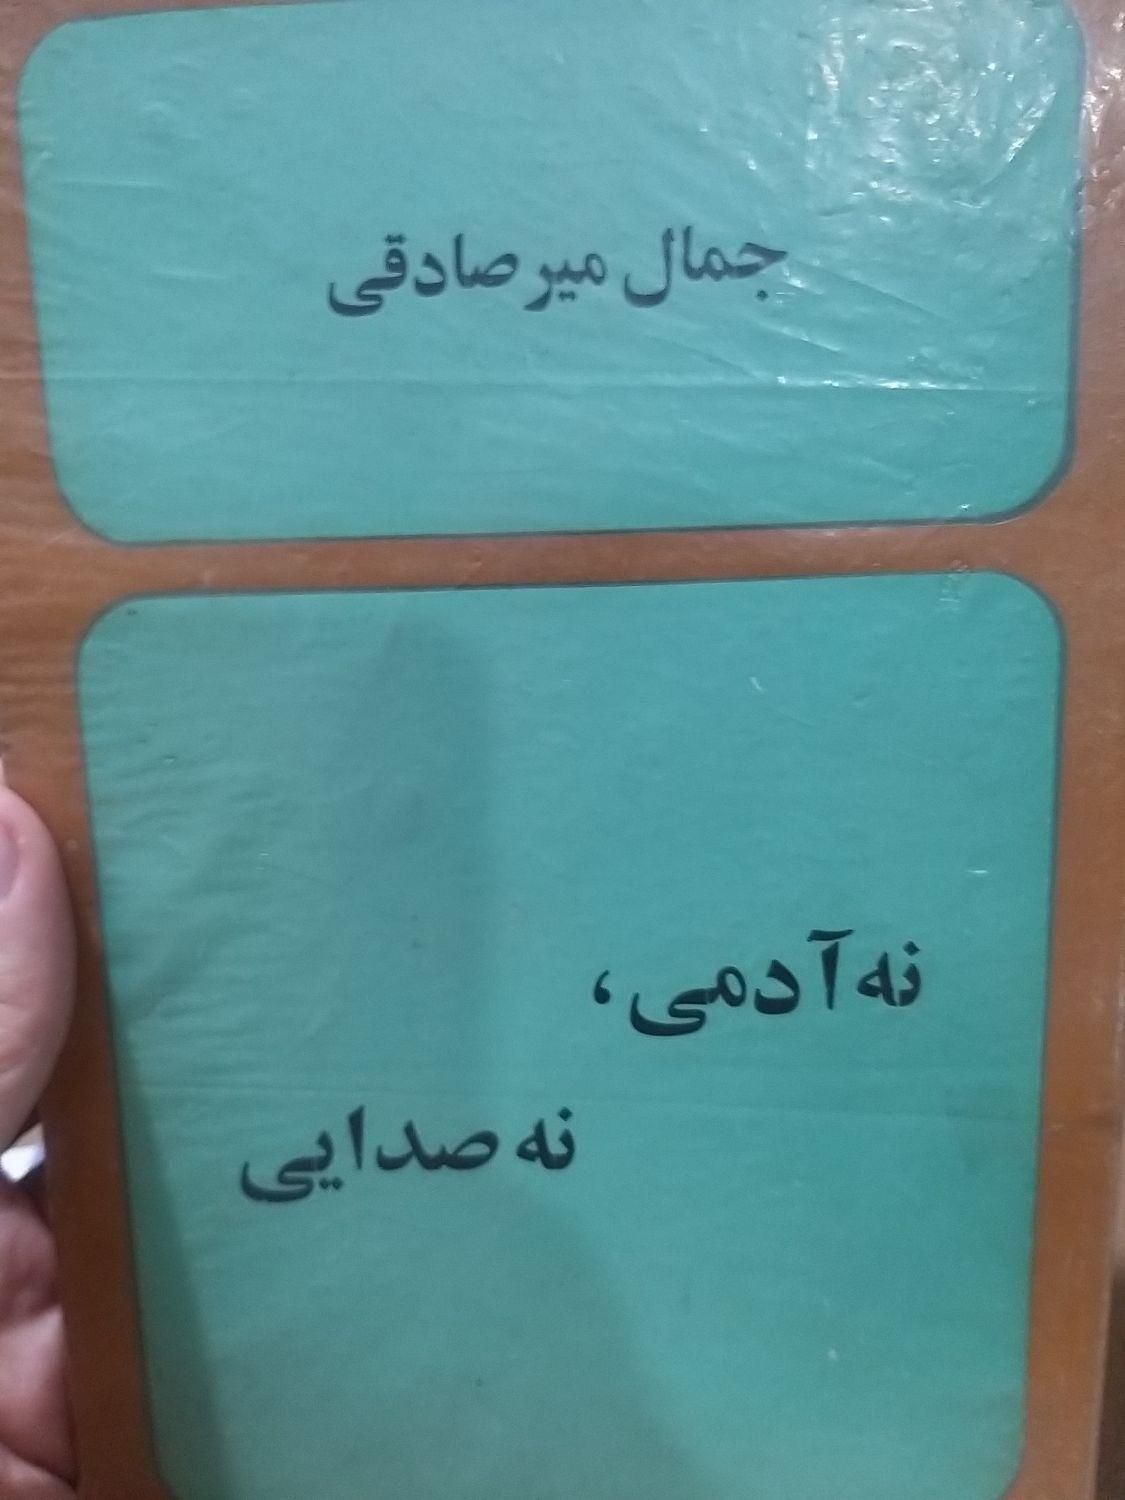 جمال میرصادقی
نه آدمی،
نه صدایی